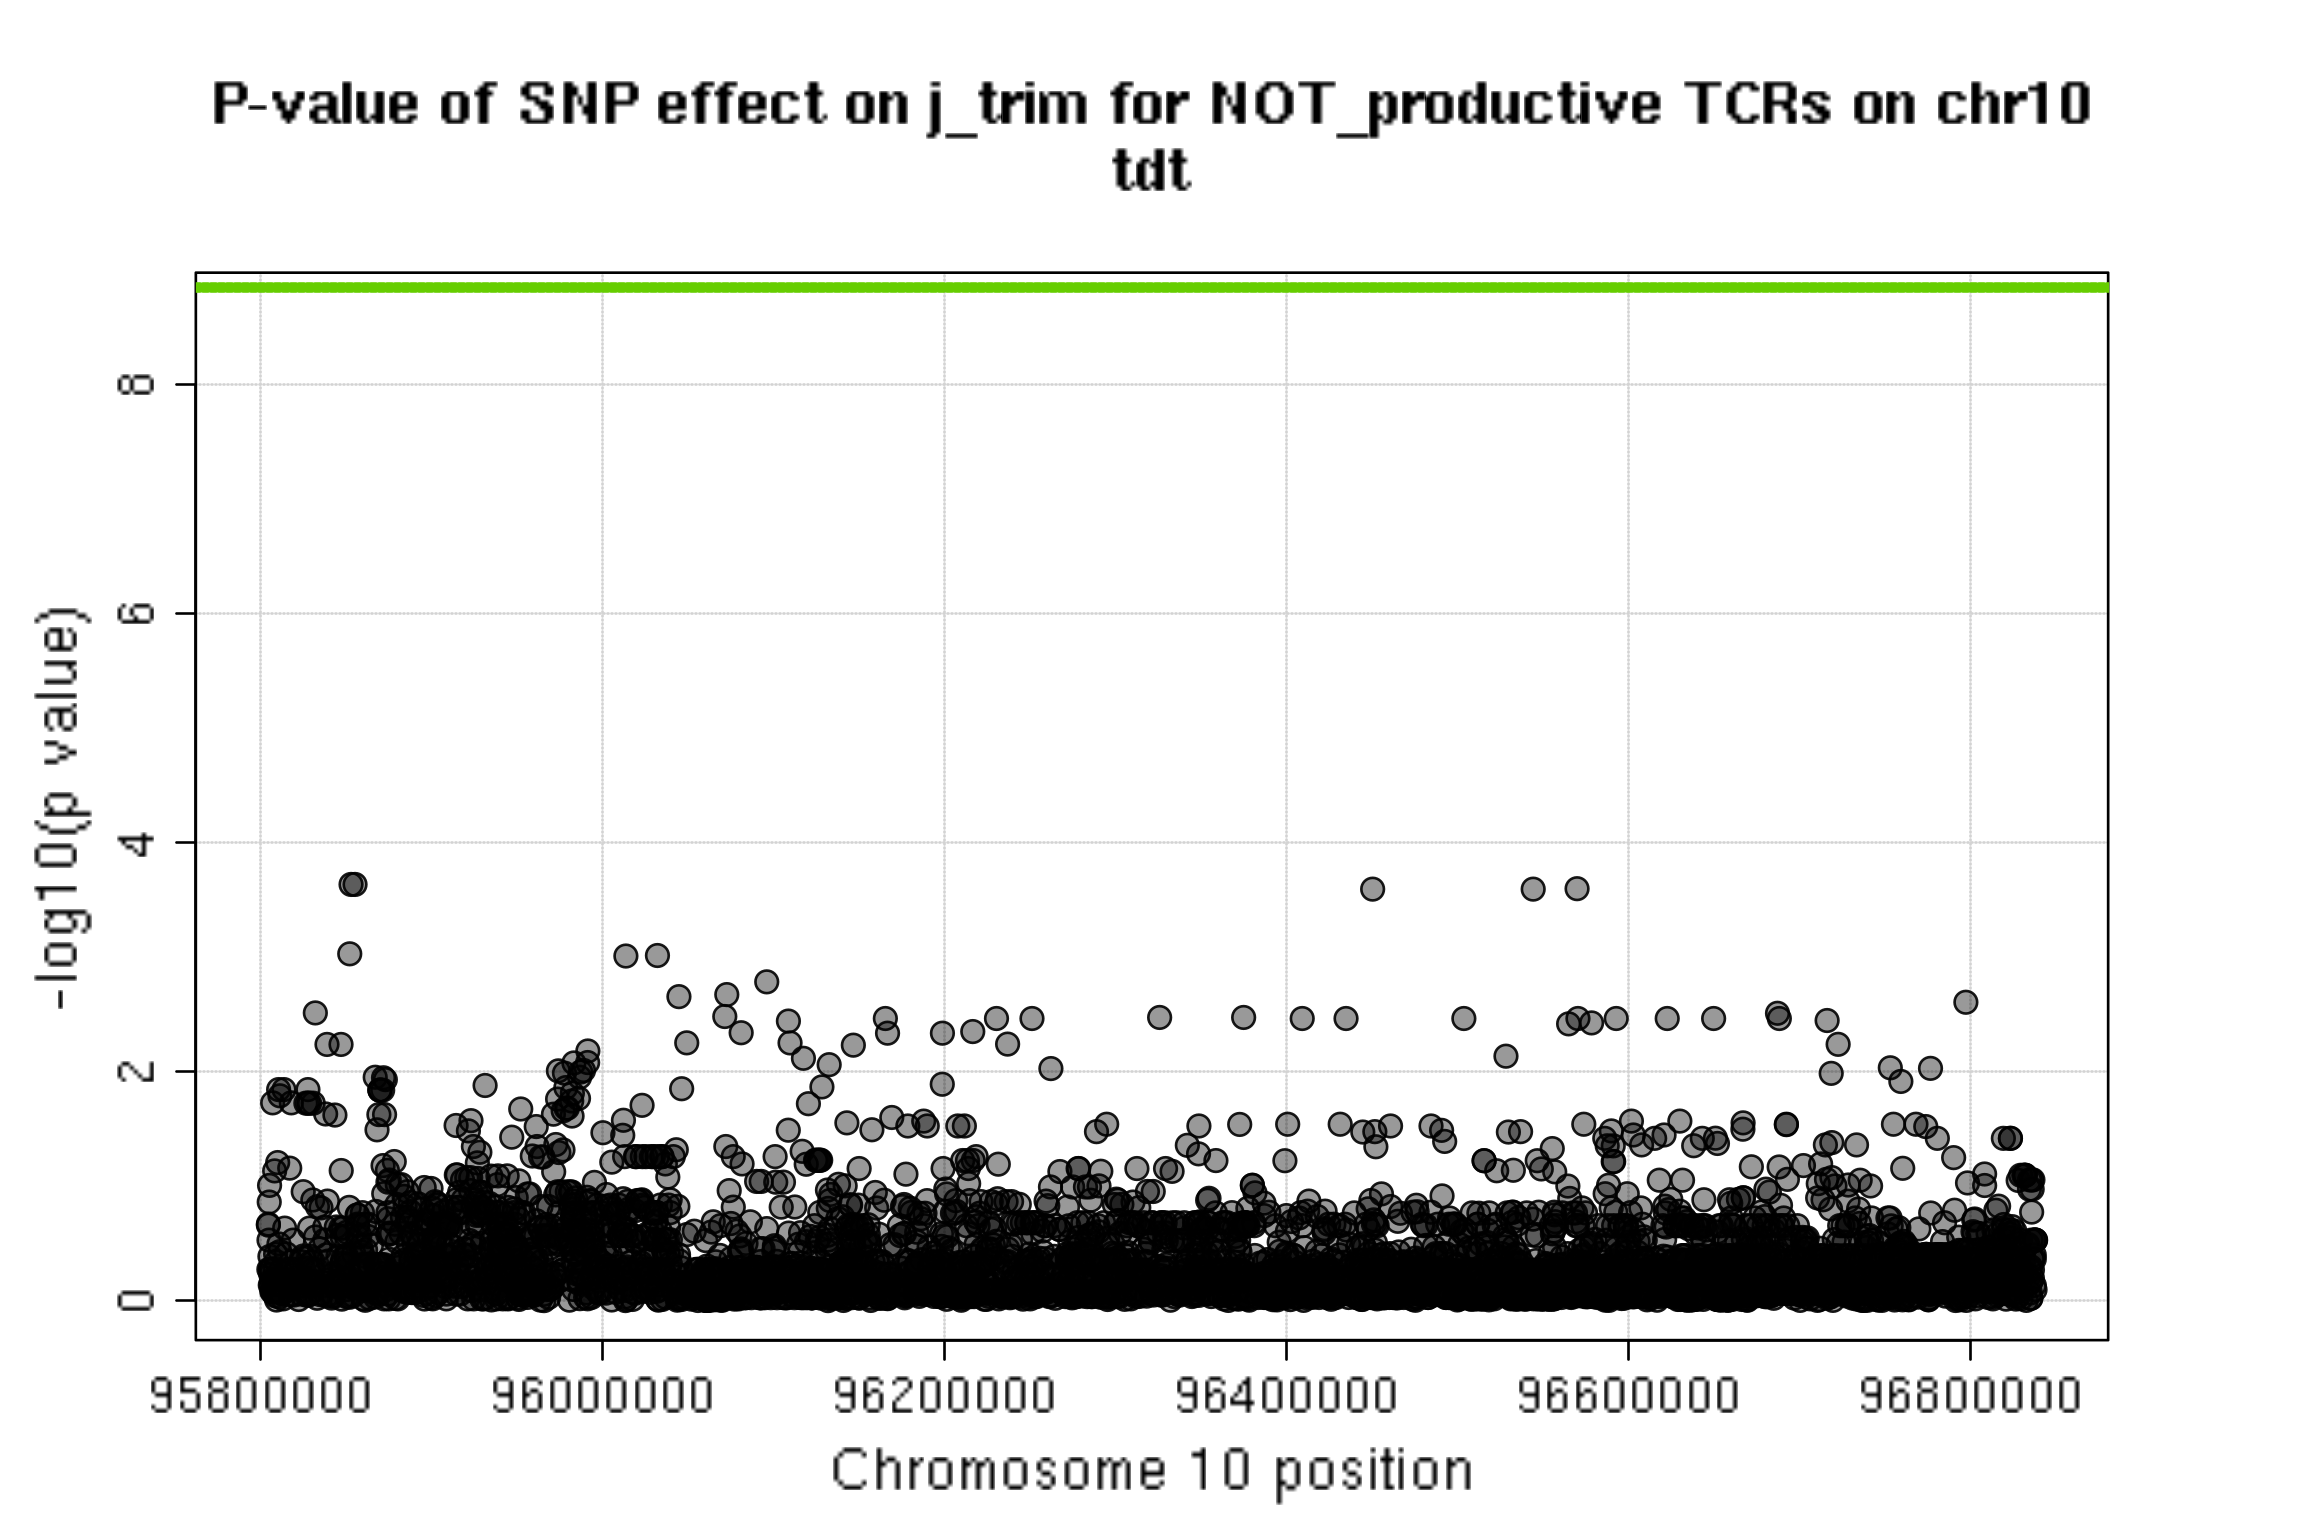 P-value of SNP effect on j_trim for NOT_productive TCRs on chr10
tdt
8
6
4
2
0
-log10(p value)
95800000 96000000 96200000 96400000 96600000 96800000
Chromosome 10 position